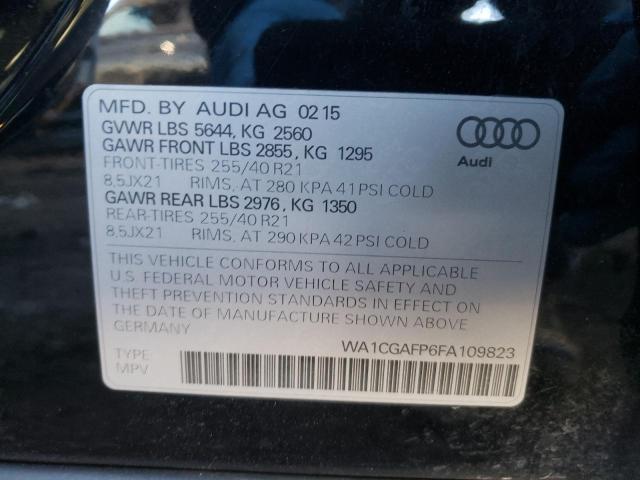 MFD. BY AUDI AG 02 15
GVWR LBS 5644, KG 2560
GAWR FRONT LBS 2855, KG 1295
FRONT-TIRES 255/40 R21
8,5JX21 RIMS, AT 280 KPA 41 PSI COLD
GAWR REAR LBS 2976, KG 1350
REAR-TIRES 255/40 R21
8,5JX21 RIMS, AT 290 KPA 42 PSI COLD
Audi
THIS VEHICLE CONFORMS TO ALL APPLICABLE
U.S. FEDERAL MOTOR VEHICLE SAFETY AND
THEFT PREVENTION STANDARDS IN EFFECT ON
THE DATE OF MANUFACTURE SHOWN ABOVE
GERMANY
WA1CGAFP6FA109823
TYPE
MPV